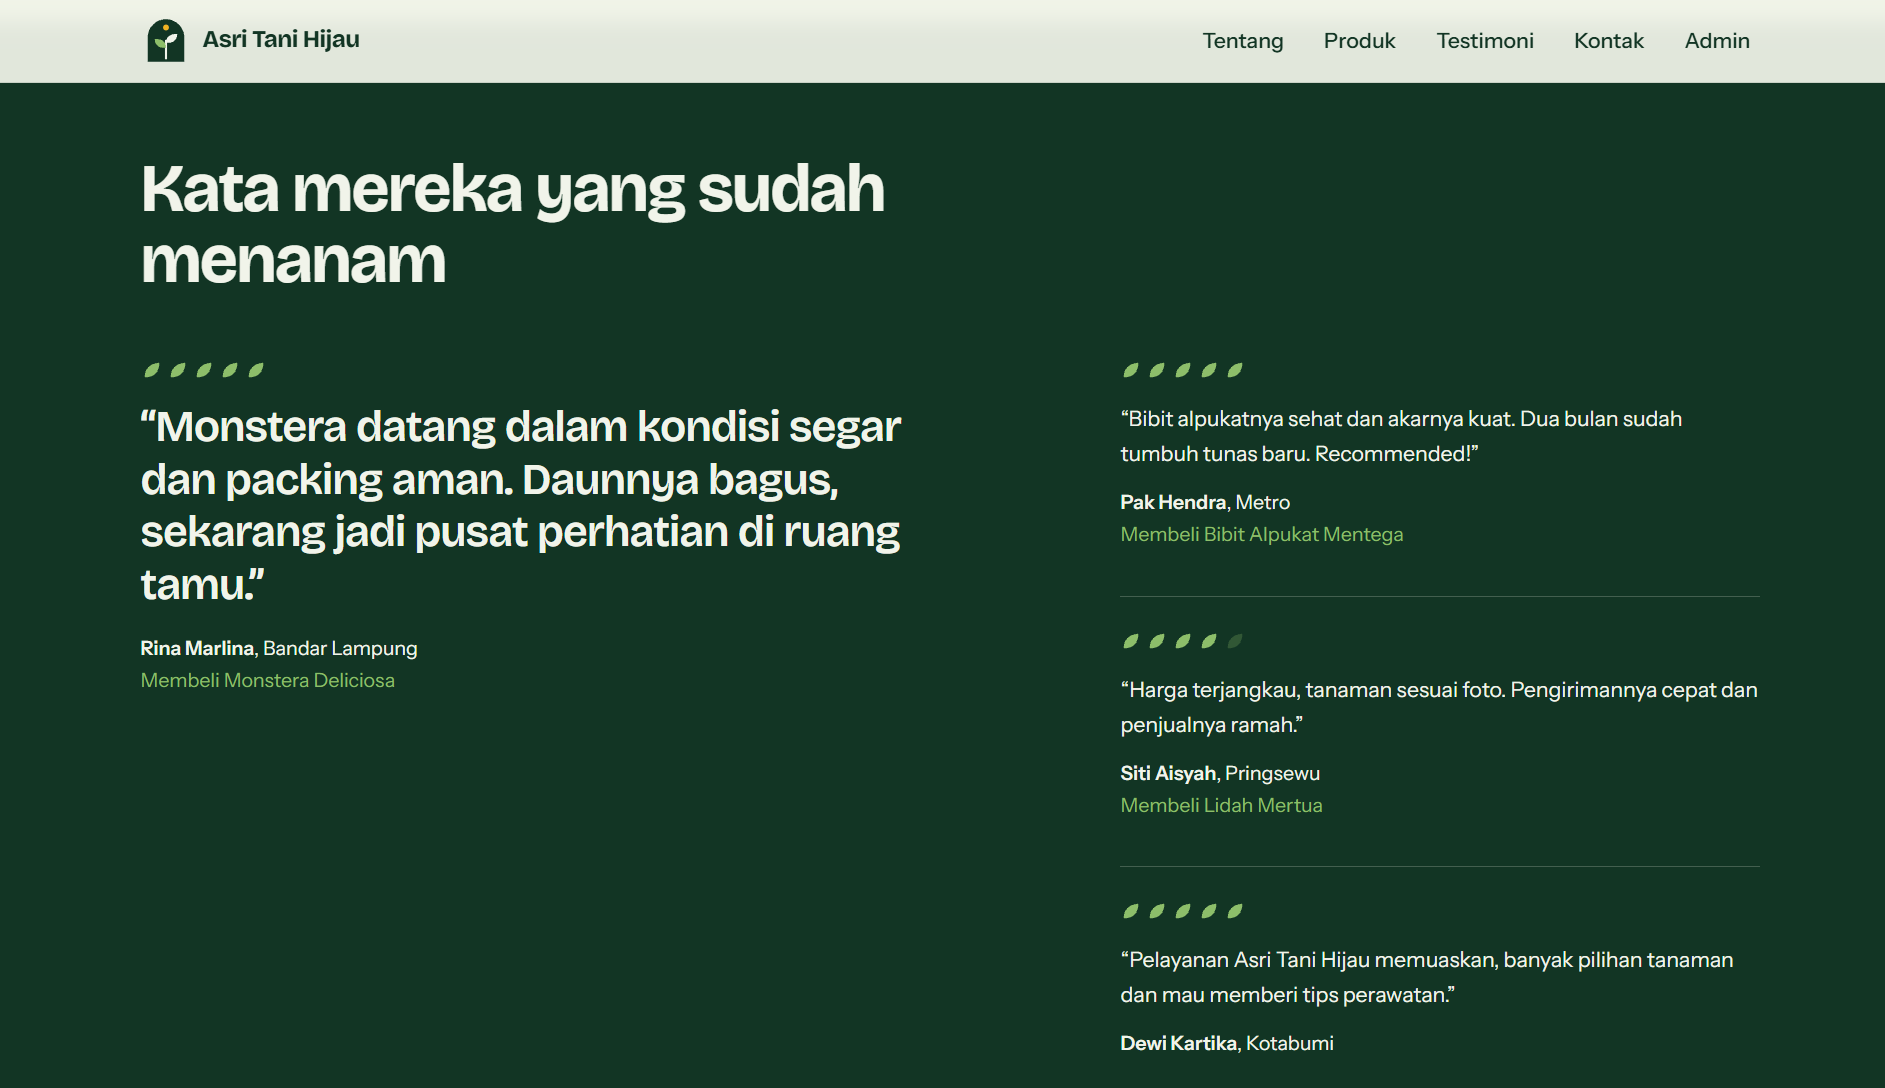 Asri Tani Hijau
Tentang
Produk
Testimoni
Kontak
Admin
Kata mereka yang sudah
menanam
“Monstera datang dalam kondisi segar
dan packing aman. Daunnya bagus,
sekarang jadi pusat perhatian di ruang
tamu.”
Rina Marlina, Bandar Lampung
Membeli Monstera Deliciosa
“Bibit alpukatnya sehat dan akarnya kuat. Dua bulan sudah
tumbuh tunas baru. Recommended!”
Pak Hendra, Metro
Membeli Bibit Alpukat Mentega
“Harga terjangkau, tanaman sesuai foto. Pengirimannya cepat dan
penjualnya ramah.”
Siti Aisyah, Pringsewu
Membeli Lidah Mertua
“Pelayanan Asri Tani Hijau memuaskan, banyak pilihan tanaman
dan mau memberi tips perawatan.”
Dewi Kartika, Kotabumi